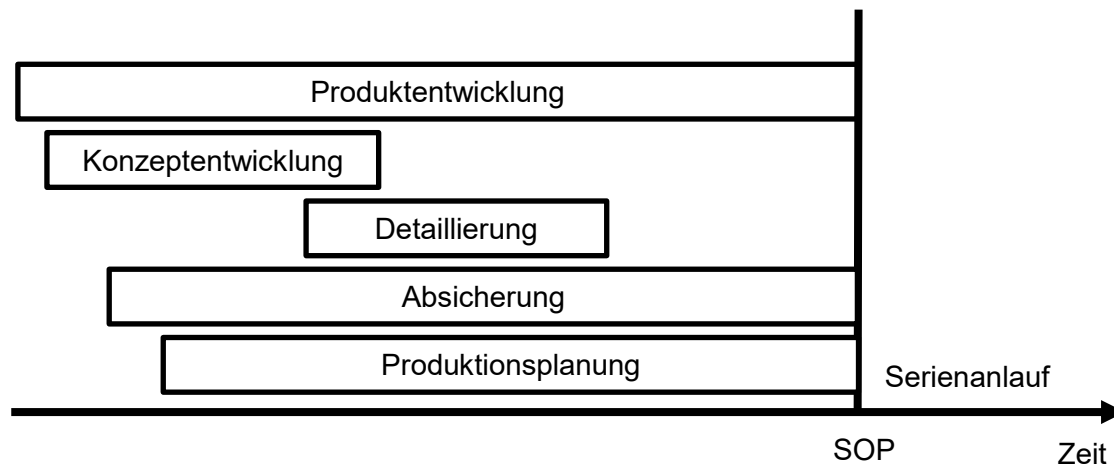 Produktentwicklung
Konzeptentwicklung
Detaillierung
Absicherung
Produktionsplanung
Serienanlauf
SOP
Zeit